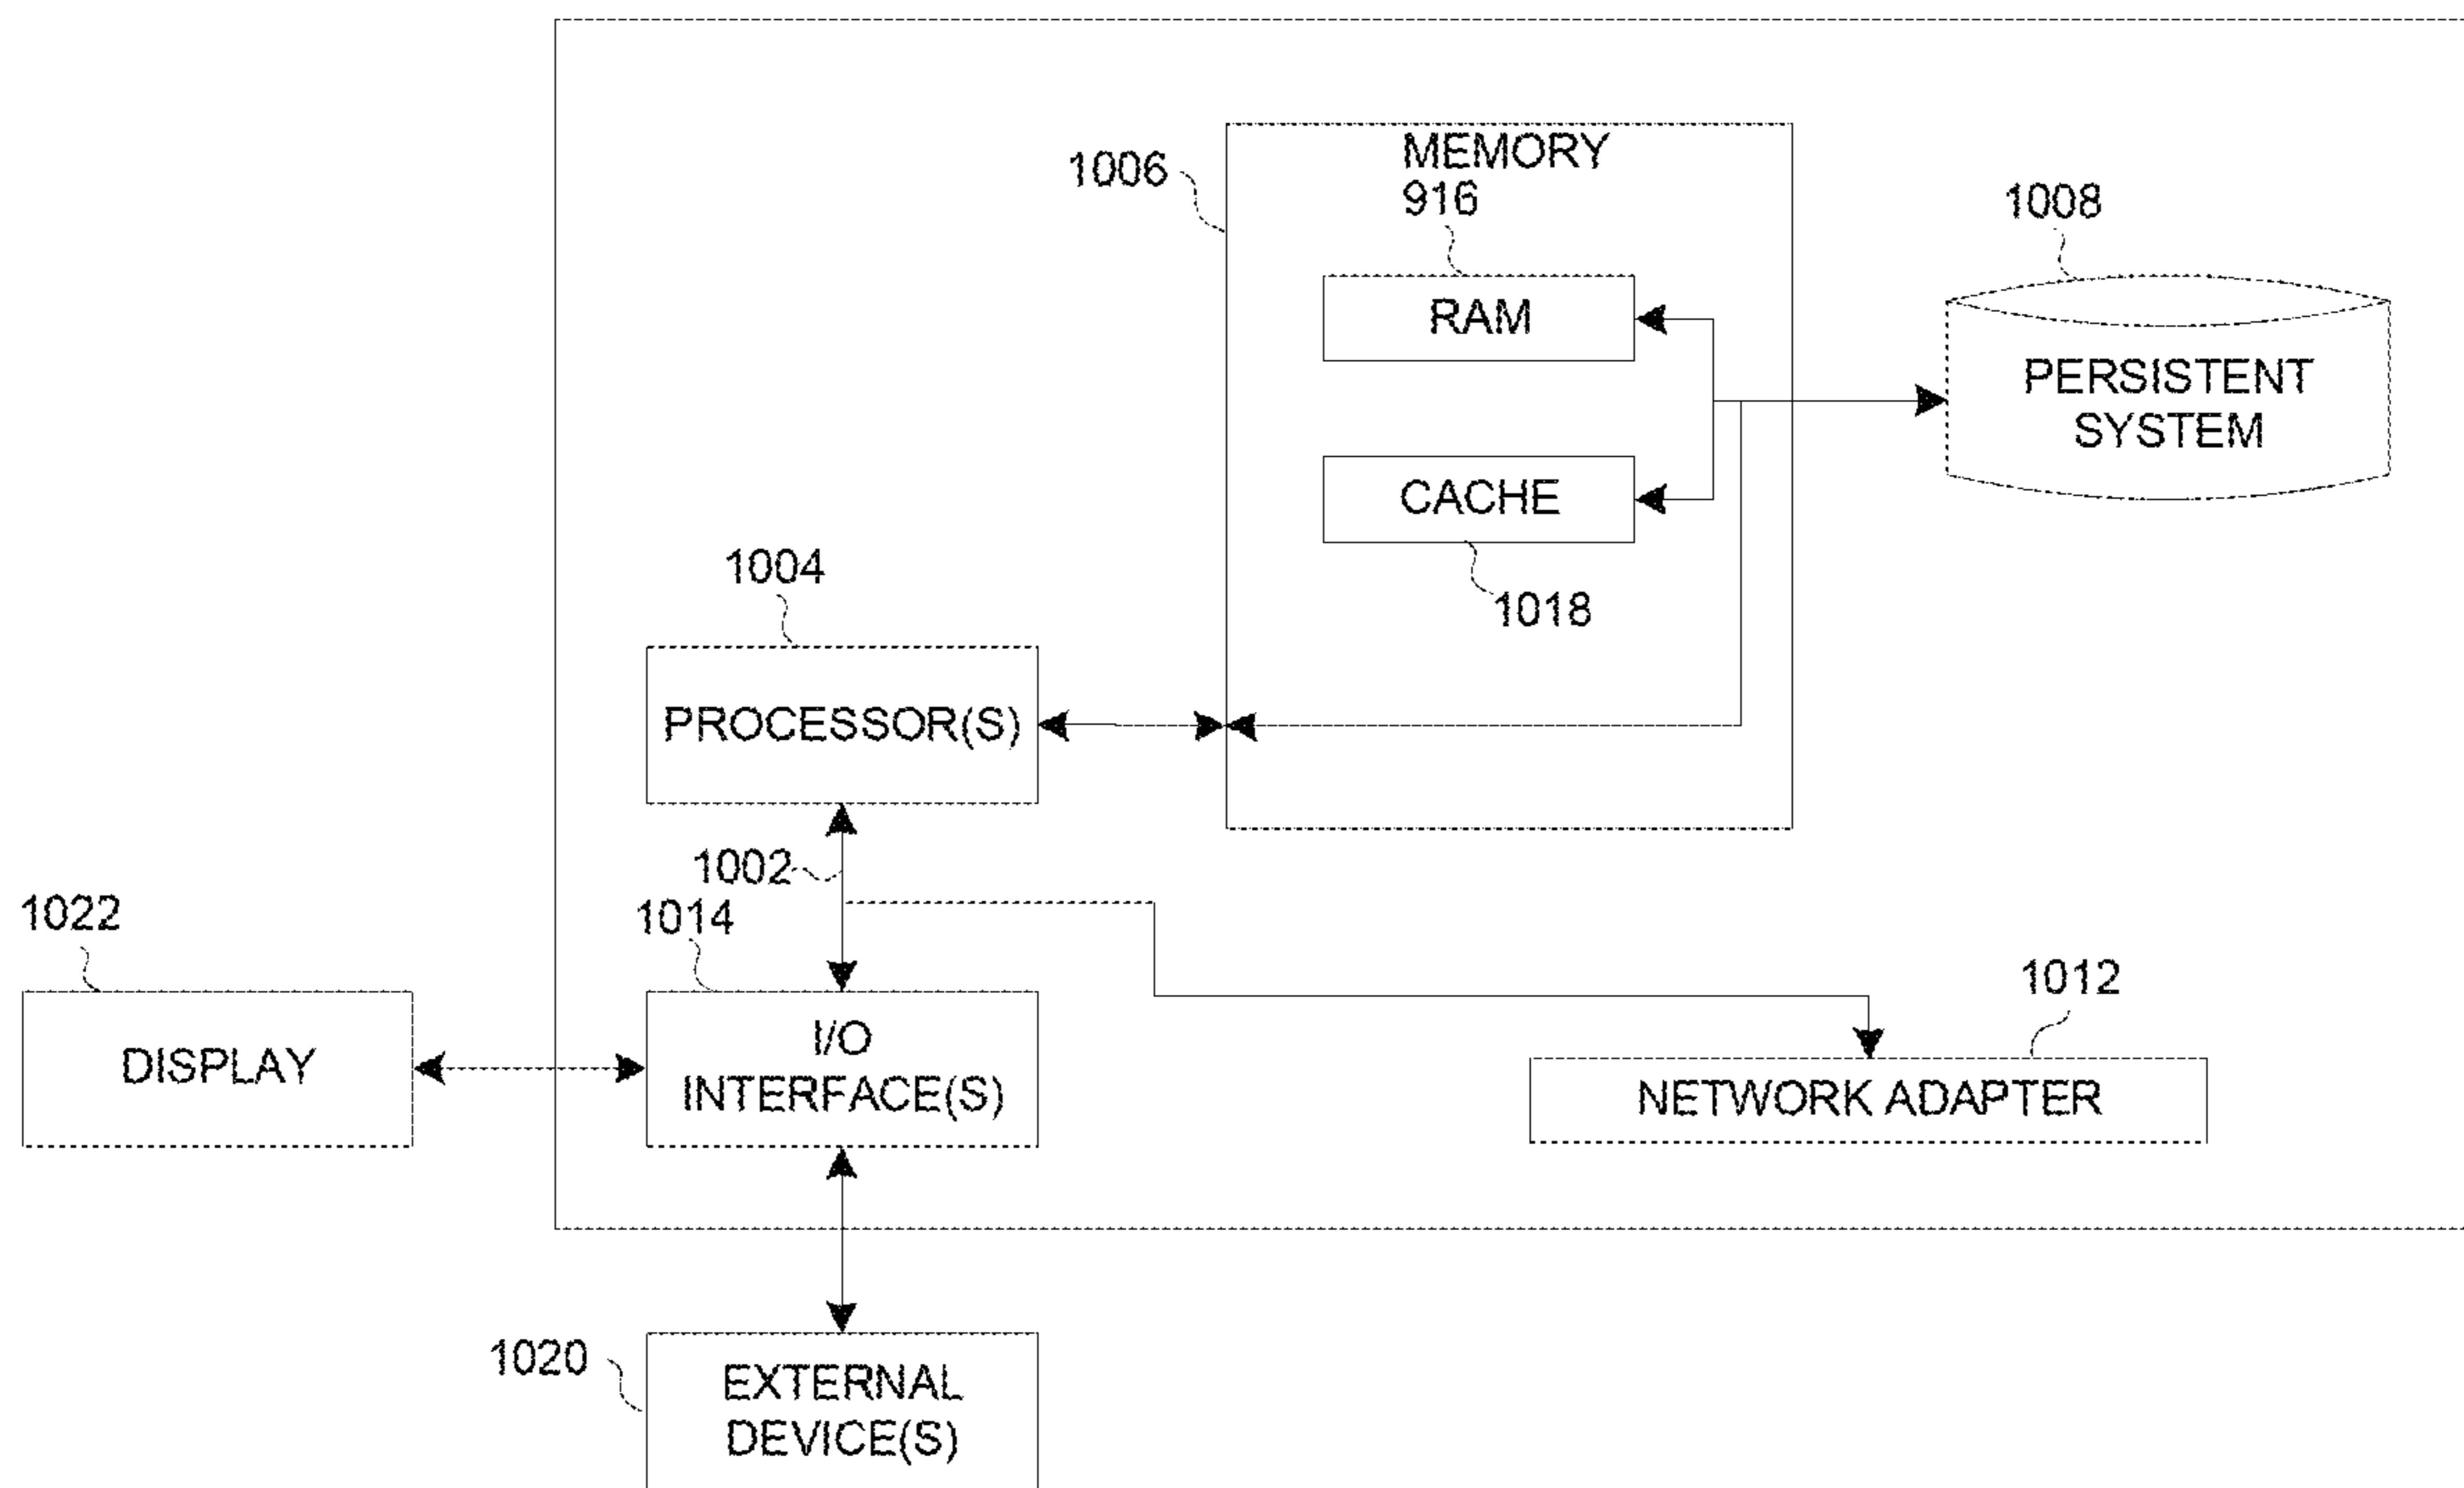 MEMORY
1006
916
1008
RAM
PERSISTENT
SYSTEM
CACHE
1004
1018
PROCESSOR(S)
1002
1022
1014
1012
I/O
INTERFACE(S)
DISPLAY
NETWORK ADAPTER
1020
EXTERNAL
DEVICE(S)